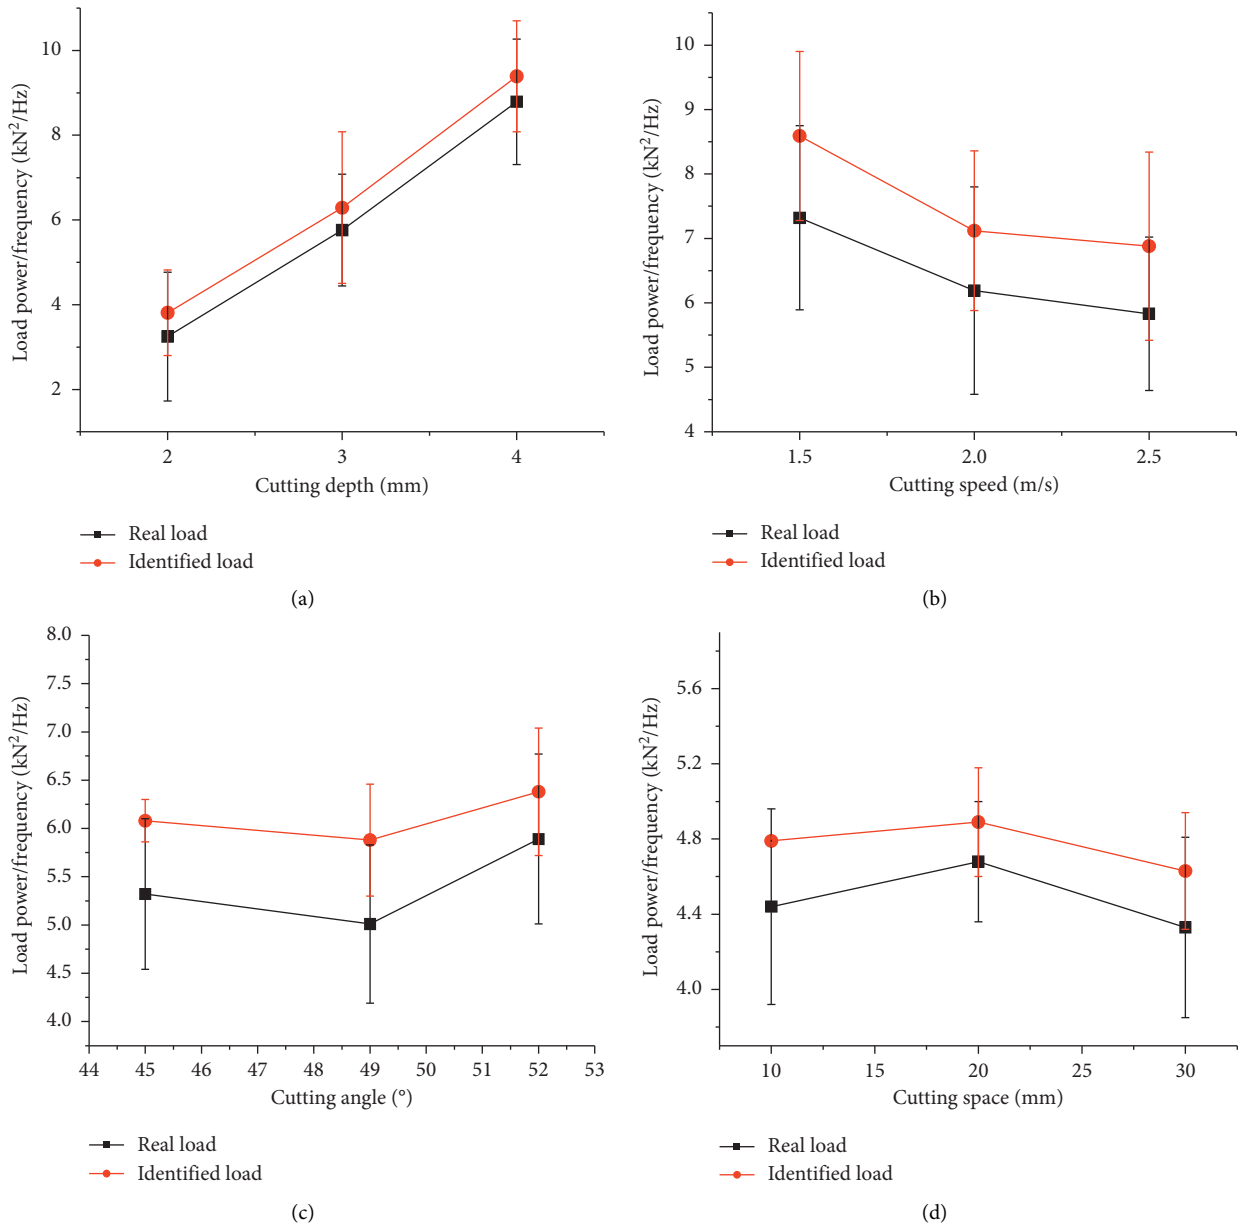 10
8
6
4
2
Load power/frequency (kN²/Hz)
2 3 4
Cutting depth (mm)
Real load
Identified load
(a)
10
9
8
7
6
5
4
Load power/frequency (kN²/Hz)
1.5 2.0 2.5
Cutting speed (m/s)
Real load
Identified load
(b)
8.0
7.5
7.0
6.5
6.0
5.5
5.0
4.5
4.0
Load power/frequency (kN²/Hz)
44 45 46 47 48 49 50 51 52 53
Cutting angle (°)
Real load
Identified load
(c)
5.6
5.2
4.8
4.4
4.0
Load power/frequency (kN²/Hz)
10 15 20 25 30
Cutting space (mm)
Real load
Identified load
(d)